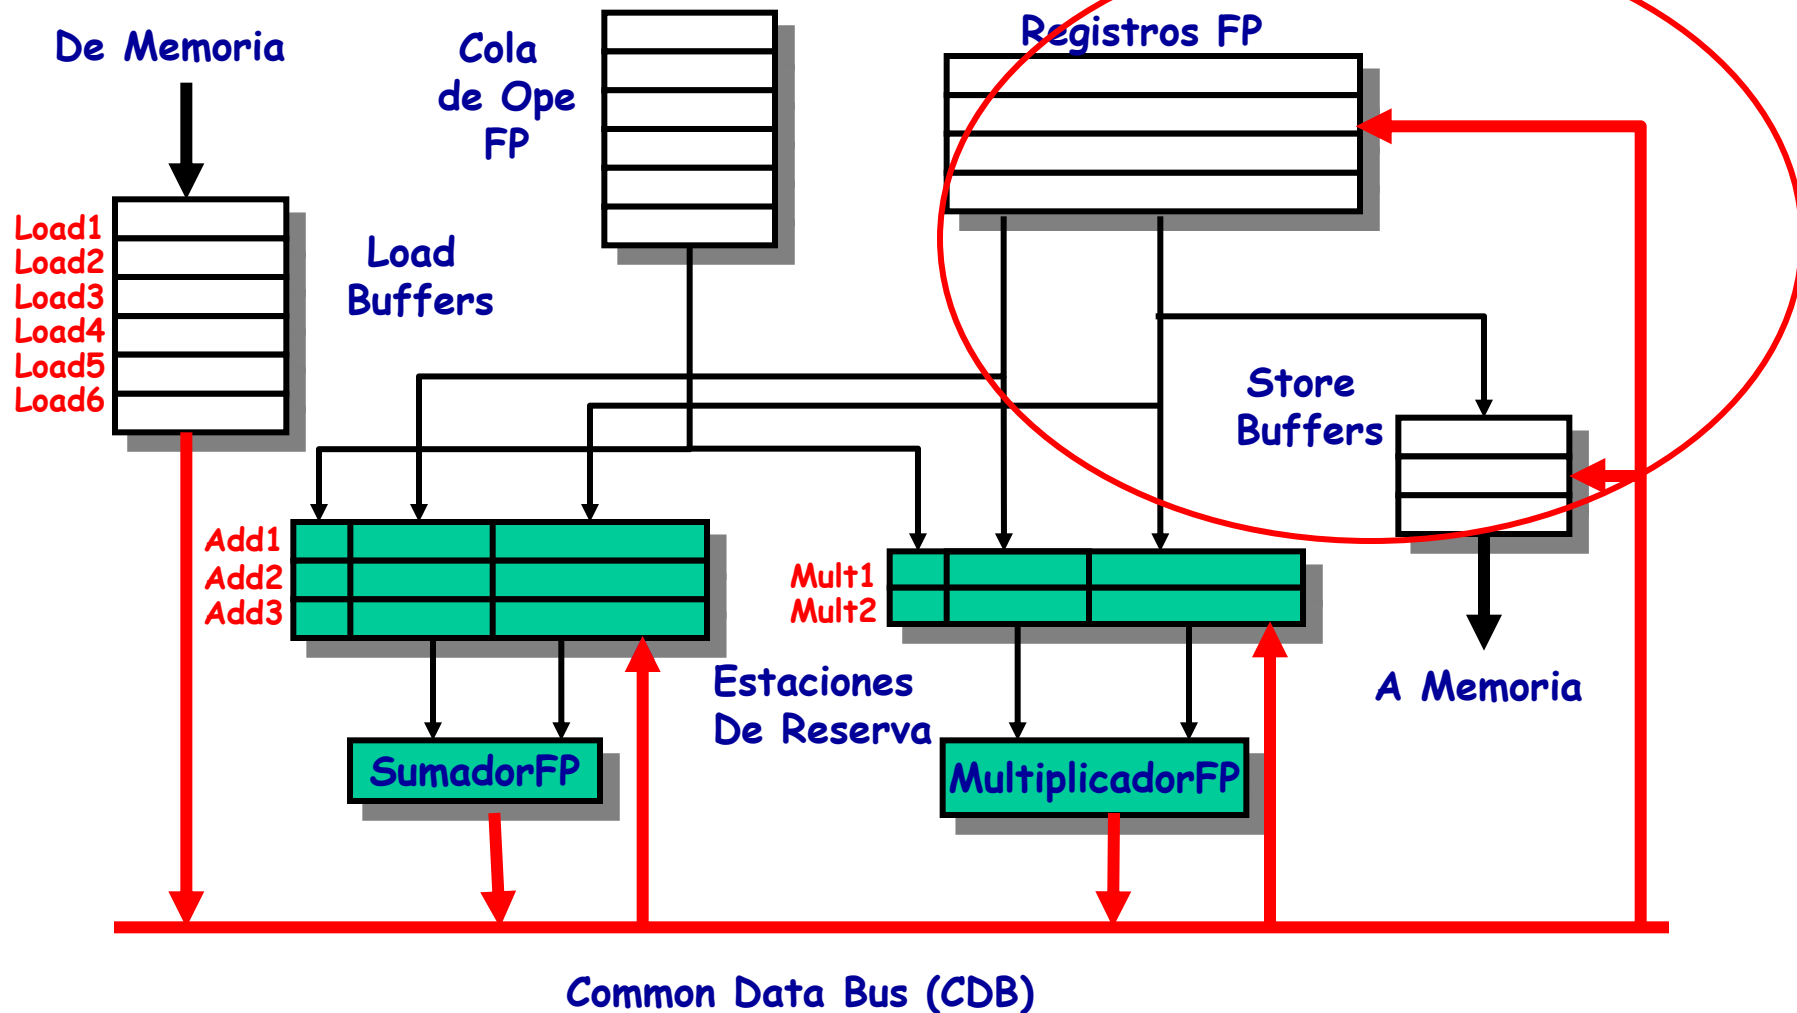 De Memoria
Cola
de Ope
FP
Registros FP
Load1
Load2
Load3
Load4
Load5
Load6
Load
Buffers
Store
Buffers
Add1
Add2
Add3
Mult1
Mult2
Estaciones
De Reserva
A Memoria
SumadorFP
MultiplicadorFP
Common Data Bus (CDB)